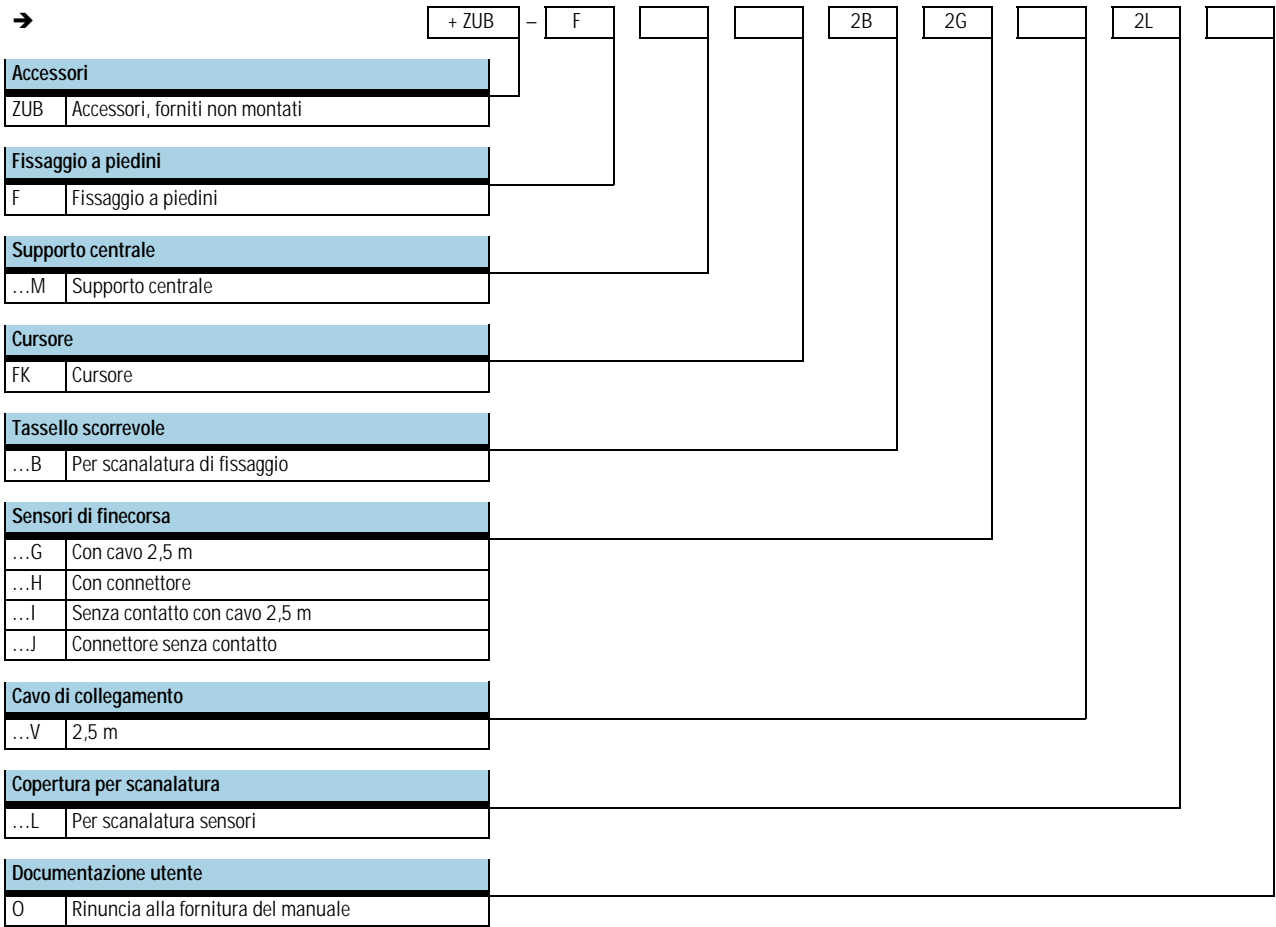 ➔ + ZUB – F 2B 2G 2L
Accessori
ZUB Accessori, forniti non montati
Fissaggio a piedini
F Fissaggio a piedini
Supporto centrale
…M Supporto centrale
Cursore
FK Cursore
Tassello scorrevole
…B Per scanalatura di fissaggio
Sensori di finecorsa
…G Con cavo 2,5 m
…H Con connettore
…I Senza contatto con cavo 2,5 m
…J Connettore senza contatto
Cavo di collegamento
…V 2,5 m
Copertura per scanalatura
…L Per scanalatura sensori
Documentazione utente
O Rinuncia alla fornitura del manuale